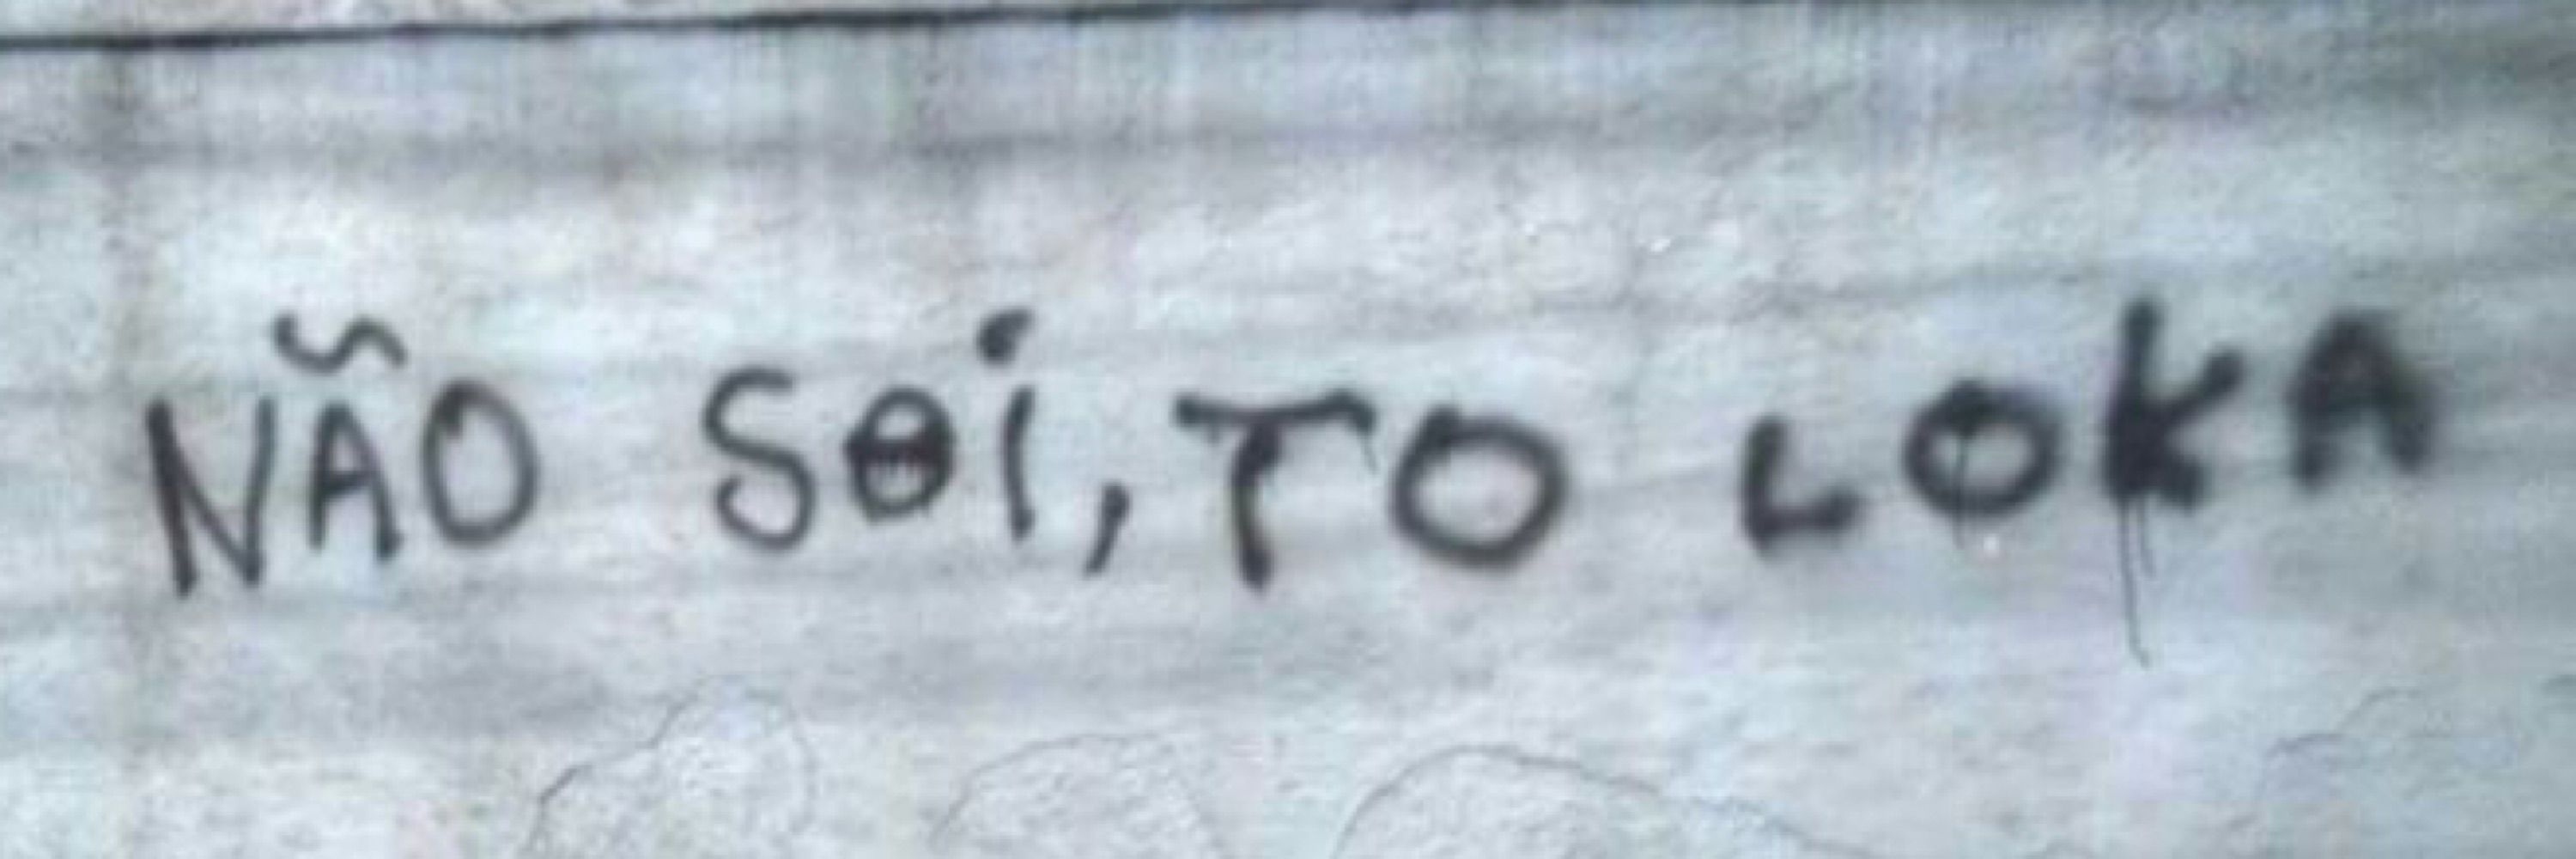 NÃO SEi, TO LOKA